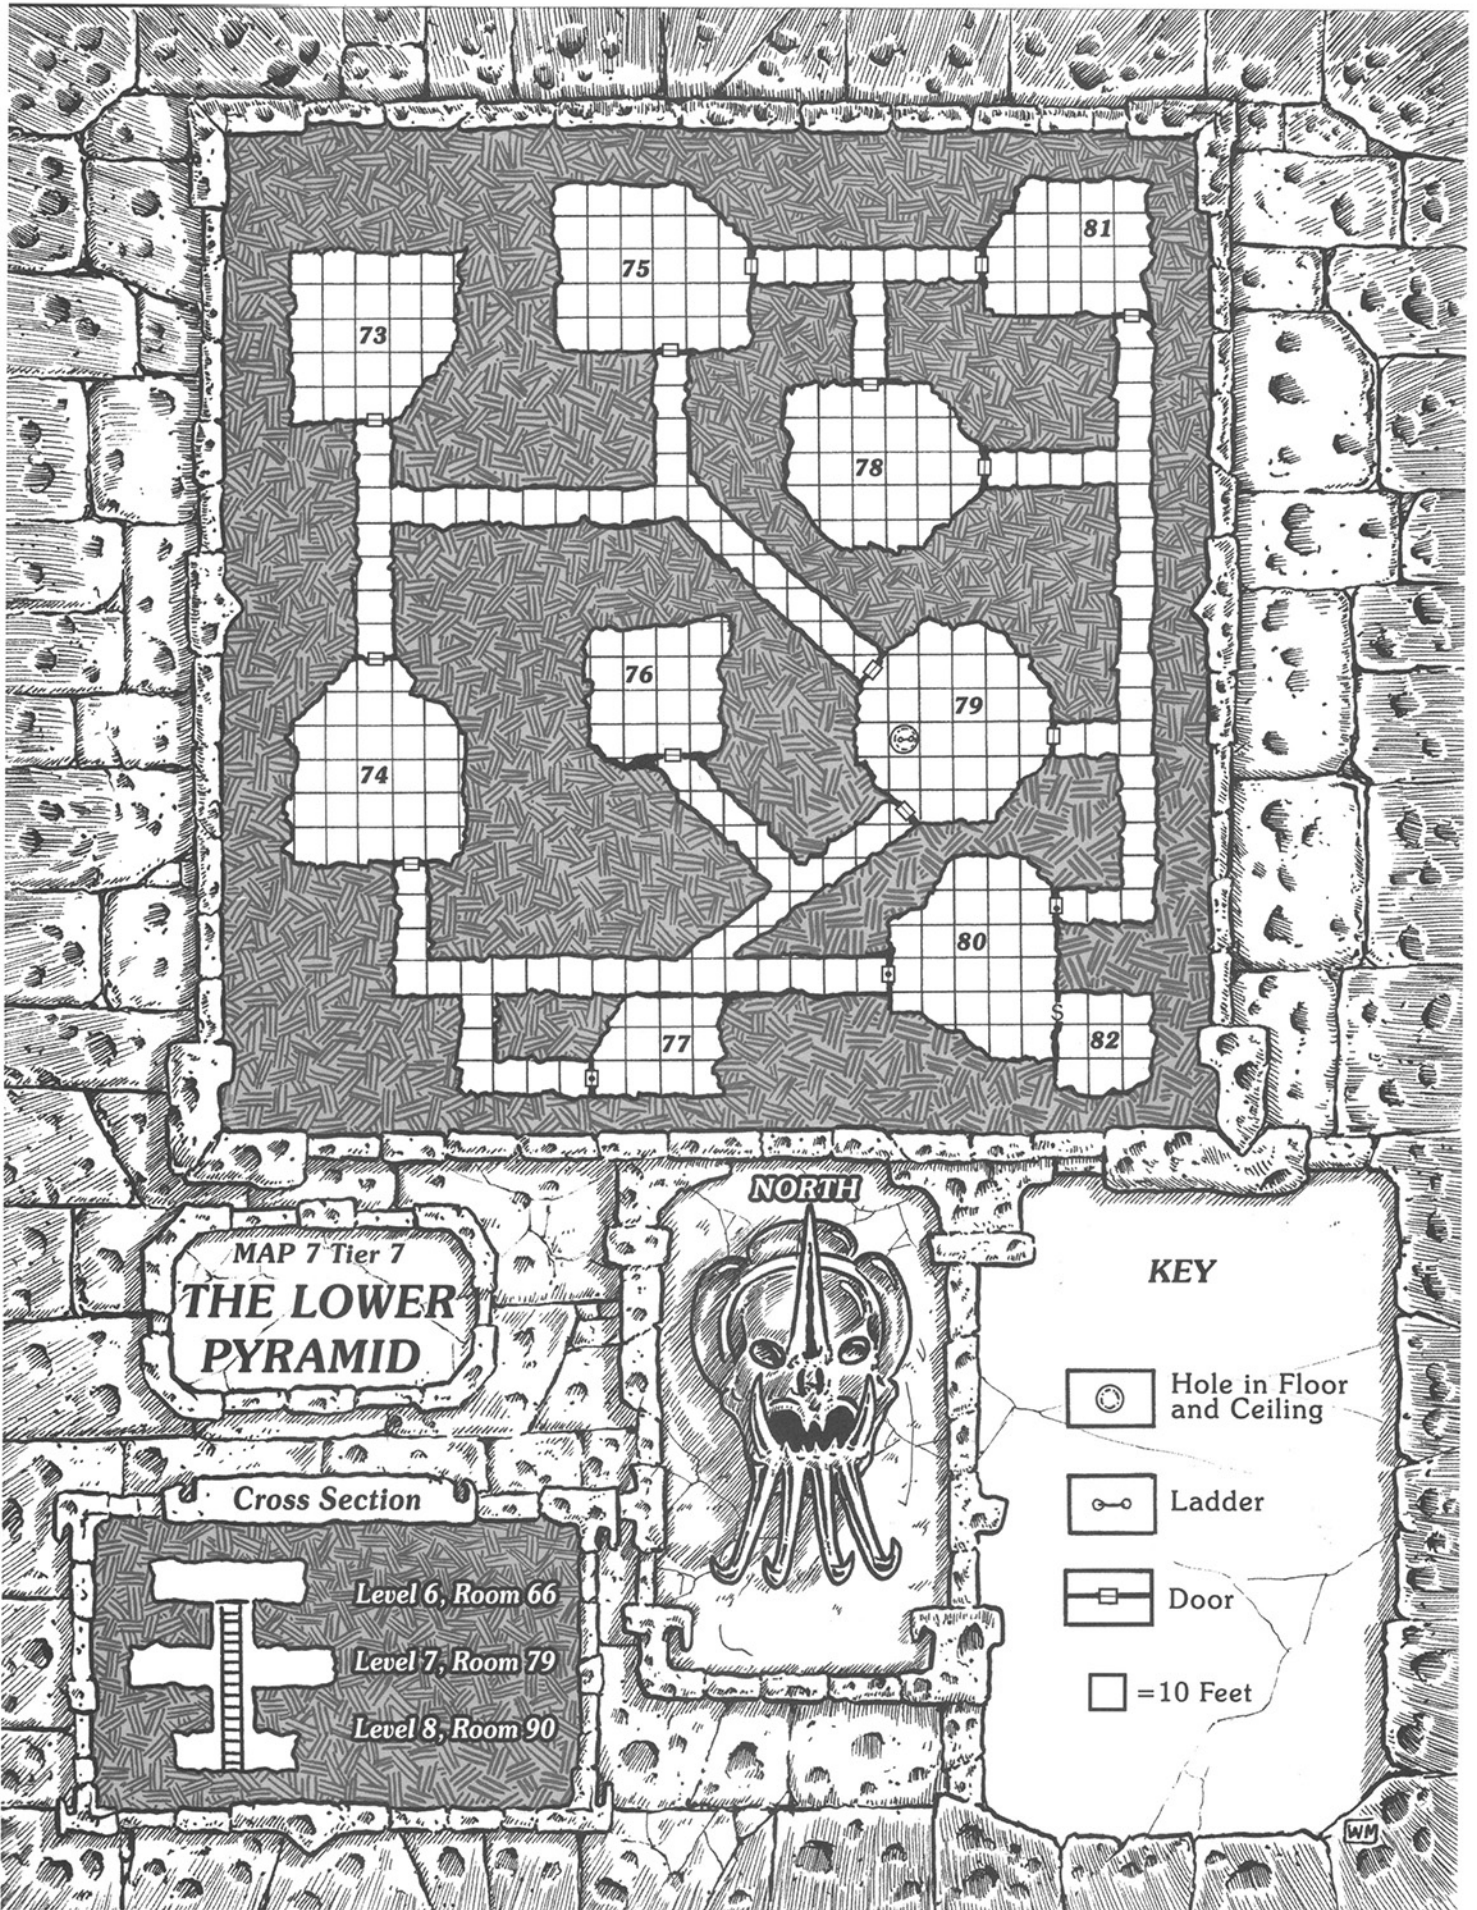 81
75
73
78
76
79
74
80
S
82
77
NORTH
MAP 7 Tier 7
THE LOWER
PYRAMID
KEY
Hole in Floor
and Ceiling
Ladder
Door
=10 Feet
Cross Section
Level 6, Room 66
Level 7, Room 79
Level 8, Room 90
WM